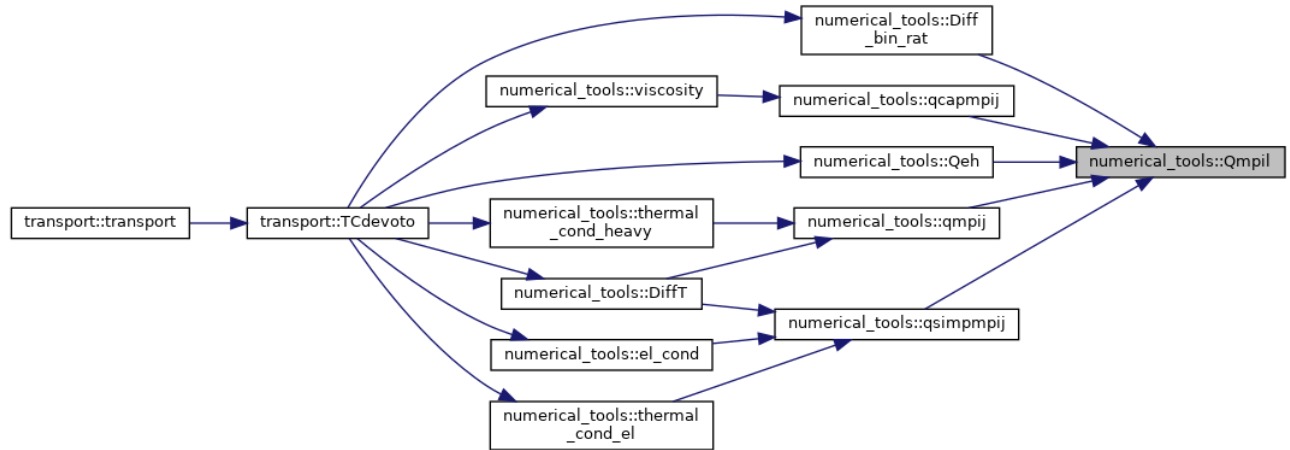 numerical_tools::Diff
_bin_rat
numerical_tools::viscosity
numerical_tools::qcapmpij
numerical_tools::Qeh
numerical_tools::Qmpil
transport::transport
transport::TCdevoto
numerical_tools::thermal
_cond_heavy
numerical_tools::qmpij
numerical_tools::DiffT
numerical_tools::qsimpmpij
numerical_tools::el_cond
numerical_tools::thermal
_cond_el